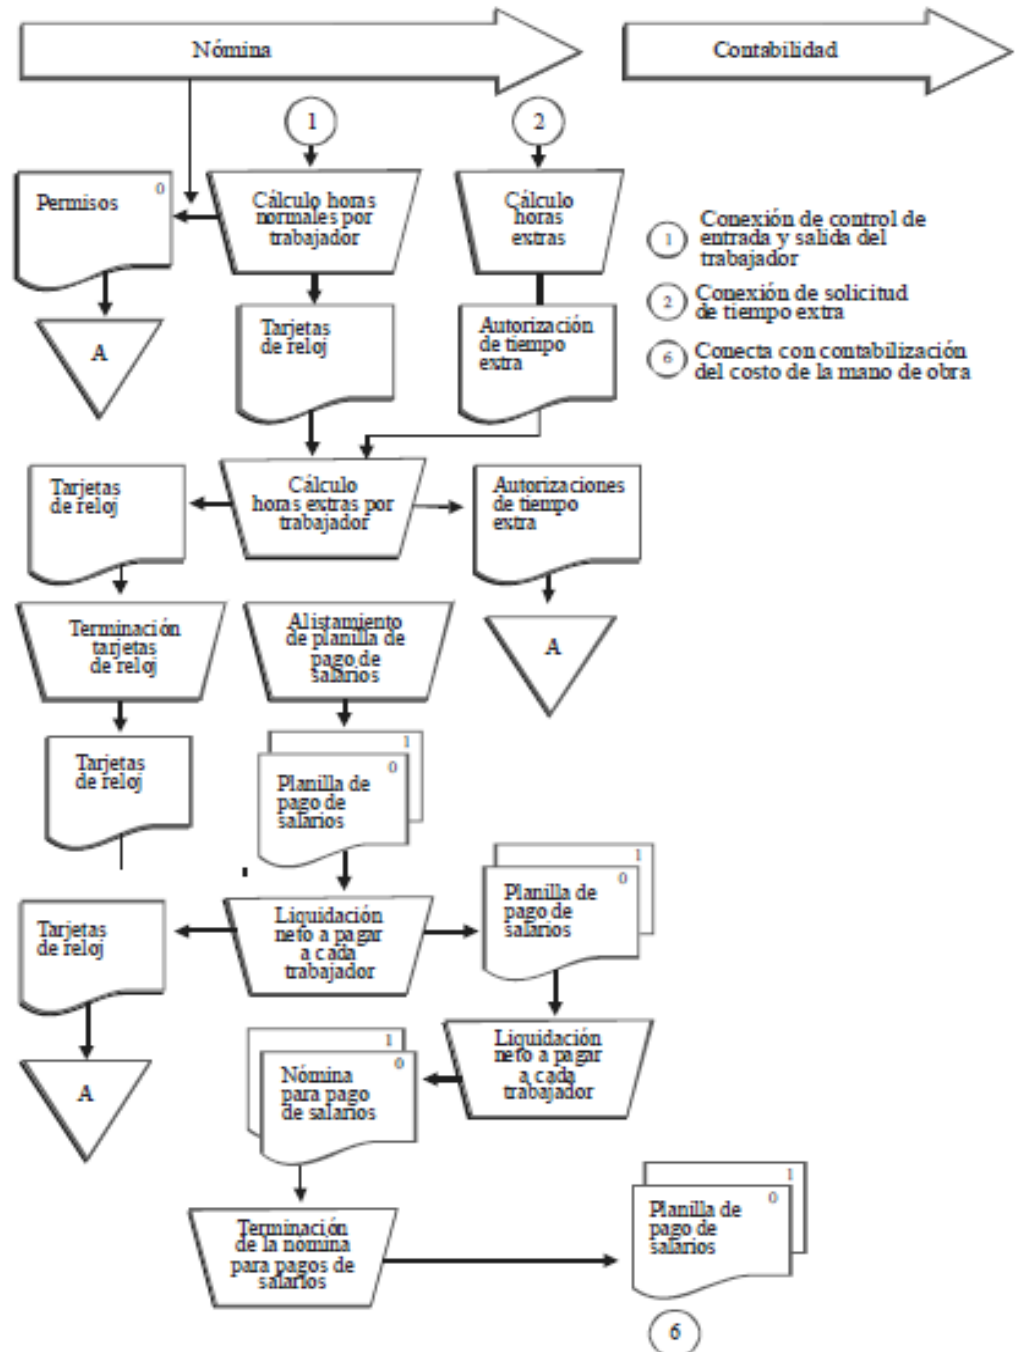 Nómina
Contabilidad
1
2
Permisos
0
Cálculo horas
normales por
trabajador
Cálculo
horas
extras
1
Conexión de control de
entrada y salida del
trabajador
2
Conexión de solicitud
de tiempo extra
6
Conecta con contabilización
del costo de la mano de obra
A
Tarjetas
de reloj
Autorización
de tiempo
extra
Tarjetas
de reloj
Cálculo
horas extras por
trabajador
Autorizaciones
de tiempo
extra
Terminación
tarjetas
de reloj
Alistamiento
de planilla de
pago de
salarios
A
Tarjetas
de reloj
1
0
Planilla de
pago de
salarios
Tarjetas
de reloj
Liquidación
neto a pagar
a cada
trabajador
1
0
Planilla de
pago de
salarios
A
1
0
Nómina
para pago
de salarios
Liquidación
neto a pagar
a cada
trabajador
Terminación
de la nómina
para pagos de
salarios
1
0
Planilla de
pago de
salarios
6